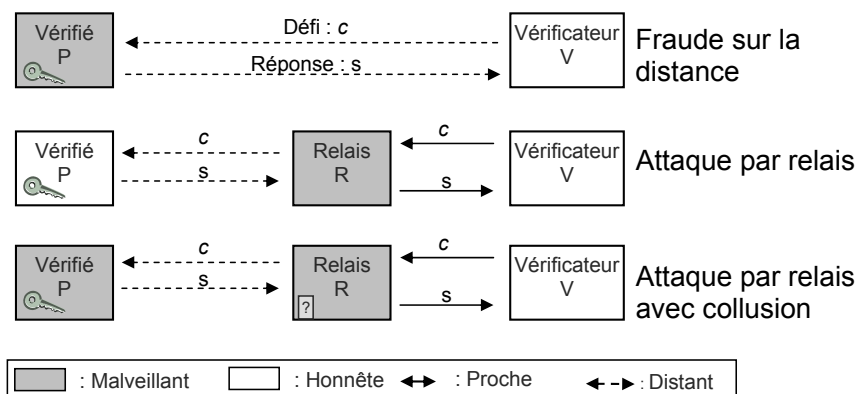 Vérifié
P
Défi : c
Réponse : s
Vérificateur
V
Fraude sur la
distance
Vérifié
P
c
s
Relais
R
c
s
Vérificateur
V
Attaque par relais
Vérifié
P
c
s
Relais
R
?
c
s
Vérificateur
V
Attaque par relais
avec collusion
: Malveillant : Honnête : Proche : Distant